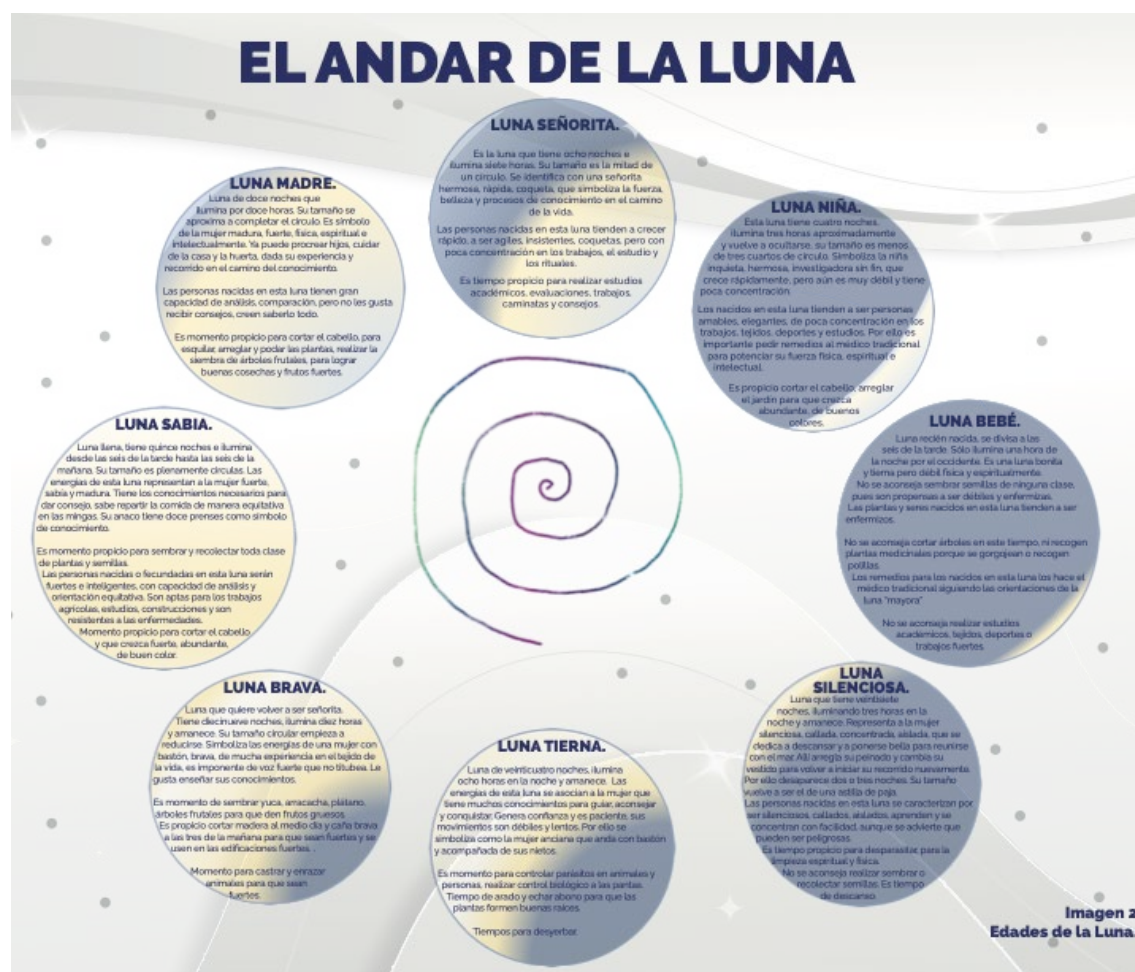 EL ANDAR DE LA LUNA
LUNA SEÑORITA.
Es la luna que tiene ocho noches e
ilumina siete horas. Su tamaño es la mitad de
un círculo. Se identifica con una señorita
hermosa, rápida, coqueta, que simboliza la fuerza,
belleza y procesos de conocimiento en el camino
de la vida.
Las personas nacidas en esta luna tienden a crecer
rápido, a ser agiles, insistentes, coquetas, pero con
poca concentración en los trabajos, el estudio y
los rituales.
Es tiempo propicio para realizar estudios
académicos, evaluaciones, trabajos,
caminatas y consejos.
LUNA MADRE.
Luna de doce noches que
ilumina por doce horas. Su tamaño se
aproxima a completar el círculo. Es símbolo
de la mujer madura, fuerte, física, espiritual e
intelectualmente. Ya puede procrear hijos, cuidar
de la casa y la huerta, dada su experiencia y
recorrido en el camino del conocimiento.
Las personas nacidas en esta luna tienen gran
capacidad de análisis, comparación, pero no les gusta
recibir consejos, creen saberlo todo.
Es momento propicio para cortar el cabello, para
esquilar, arreglar y podar las plantas, realizar la
siembra de árboles frutales, para lograr
buenas cosechas y frutos fuertes.
LUNA NIÑA.
Esta luna tiene cuatro noches,
ilumina tres horas aproximadamente
y vuelve a ocultarse, su tamaño es menos
de tres cuartos de círculo. Simboliza la niña
inquieta, hermosa, investigadora sin fin, que
crece rápidamente, pero aún es muy débil y tiene
poca concentración.
Los nacidos en esta luna tienden a ser personas
amables, elegantes, de poca concentración en los
trabajos, tejidos, deportes y estudios. Por ello es
importante pedir remedios al médico tradicional
para potenciar su fuerza física, espiritual e
intelectual.
Es propicio cortar el cabello, arreglar
el jardín para que crezca
abundante, de buenos
colores.
LUNA SABIA.
Luna llena, tiene quince noches e ilumina
desde las seis de la tarde hasta las seis de la
mañana. Su tamaño es plenamente círculas. Las
energías de esta luna representan a la mujer fuerte,
sabia y madura. Tiene los conocimientos necesarios para
dar consejo, sabe repartir la comida de manera equitativa
en las mingas. Su anaco tiene doce prenses como símbolo
de conocimiento.
Es momento propicio para sembrar y recolectar toda clase
de plantas y semillas.
Las personas nacidas o fecundadas en esta luna serán
fuertes e inteligentes, con capacidad de análisis y
orientación equitativa. Son aptas para los trabajos
agrícolas, estudios, construcciones y son
resistentes a las enfermedades.
Momento propicio para cortar el cabello
y que crezca fuerte, abundante,
de buen color.
LUNA BEBÉ.
Luna recién nacida, se divisa a las
seis de la tarde. Sólo ilumina una hora de
la noche por el occidente. Es una luna bonita
y tierna pero débil física y espiritualmente.
No se aconseja sembrar semillas de ninguna clase,
pues son propensas a ser débiles y enfermizas.
Las plantas y seres nacidos en esta luna tienden a ser
enfermizos.
No se aconseja cortar árboles en este tiempo, ni recogen
plantas medicinales porque se gorgojean o recogen
polillas.
Los remedios para los nacidos en esta luna los hace el
médico tradicional siguiendo las orientaciones de la
luna "mayora"
No se aconseja realizar estudios
académicos, tejidos, deportes o
trabajos fuertes.
LUNA BRAVA.
Luna que quiere volver a ser señorita.
Tiene diecinueve noches, ilumina diez horas
y amanece. Su tamaño circular empieza a
reducirse. Simboliza las energías de una mujer con
bastón, brava, de mucha experiencia en el tejido de
la vida, es imponente de voz fuerte que no titubea. Le
gusta enseñar sus conocimientos.
Es momento de sembrar yuca, arracacha, plátano,
árboles frutales para que den frutos gruesos.
Es propicio cortar madera al medio día y caña brava
a las tres de la mañana para que sean fuertes y se
usen en las edificaciones fuertes. .
Momento para castrar y enrazar
animales para que sean
fuertes.
LUNA TIERNA.
Luna de veinticuatro noches, ilumina
ocho horas en la noche y amanece. Las
energías de esta luna se asocian a la mujer que
tiene muchos conocimientos para guiar, aconsejar
y conquistar. Genera confianza y es paciente, sus
movimientos son débiles y lentos. Por ello se
simboliza como la mujer anciana que anda con bastón
y acompañada de sus nietos.
Es momento para controlar parásitos en animales y
personas, realizar control biológico a las pantas.
Tiempo de arado y echar abono para que las
plantas formen buenas raíces.
Tiempos para desyerbar.
LUNA
SILENCIOSA.
Luna que tiene veintisiete
noches, iluminando tres horas en la
noche y amanece. Representa a la mujer
silenciosa, callada, concentrada, aislada, que se
dedica a descansar y a ponerse bella para reunirse
con el mar. Allí arregla su peinado y cambia su
vestido para volver a iniciar su recorrido nuevamente.
Por ello desaparece dos o tres noches. Su tamaño
vuelve a ser el de una astilla de paja.
Las personas nacidas en esta luna se caracterizan por
ser silenciosos, callados, aislados, aprenden y se
concentran con facilidad, aunque se advierte que
pueden ser peligrosas.
Es tiempo propicio para desparasitar, para la
limpieza espiritual y física.
No se aconseja realizar sembrar o
recolectar semillas. Es tiempo
de descanso.
Imagen 2
Edades de la Luna.